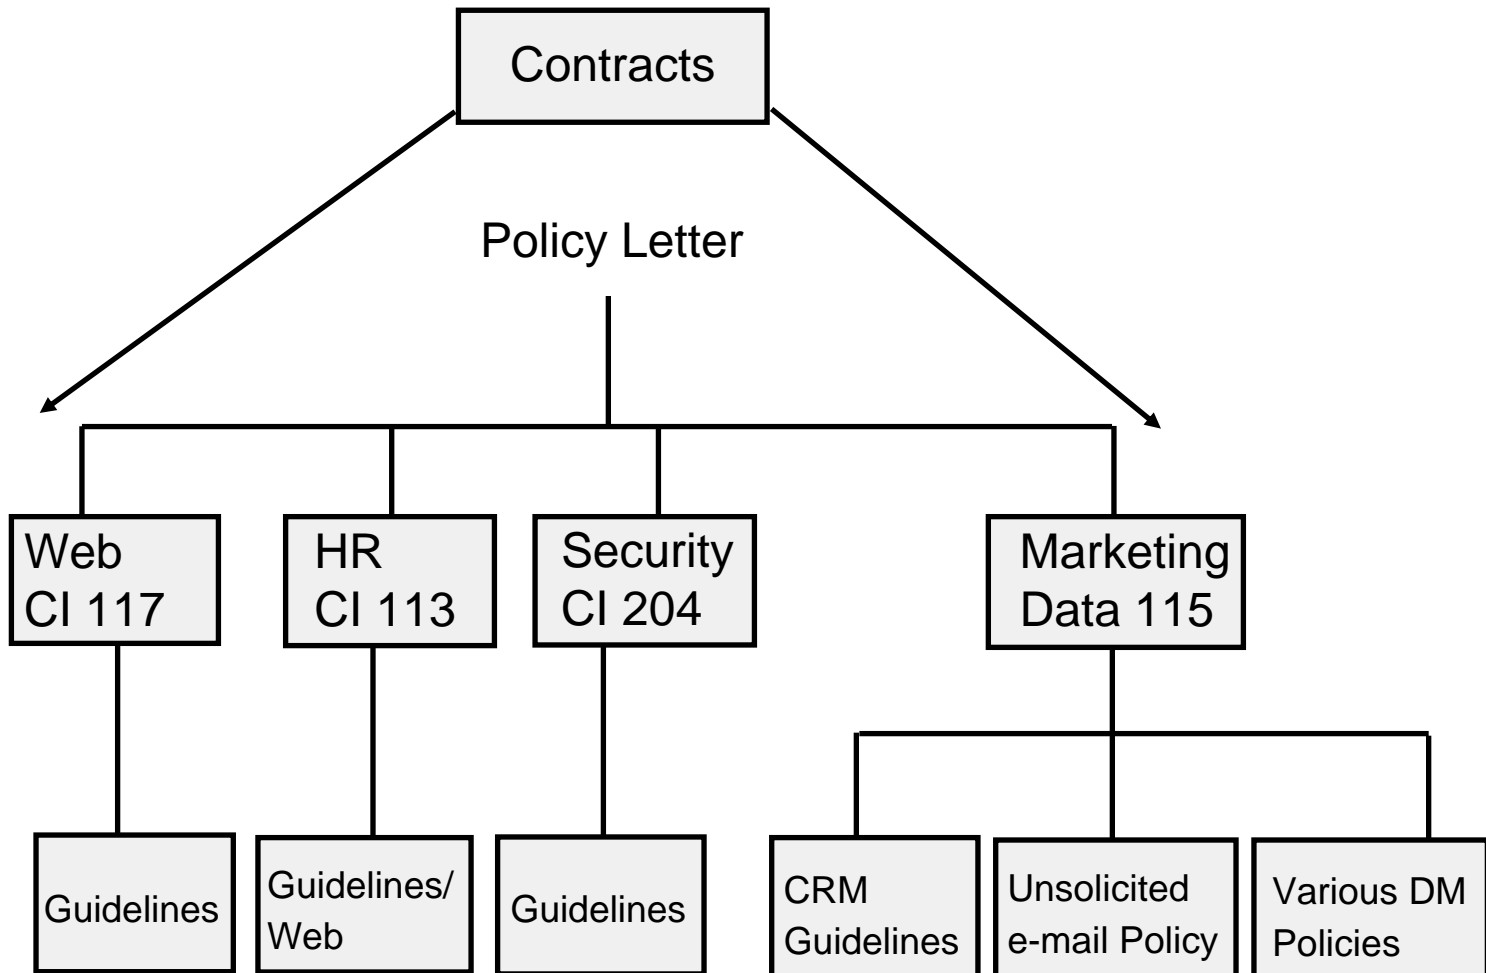 Contracts
Policy Letter
Web
CI 117
HR
CI 113
Security
CI 204
Marketing
Data 115
Guidelines
Guidelines/
Web
Guidelines
CRM
Guidelines
Unsolicited
e-mail Policy
Various DM
Policies